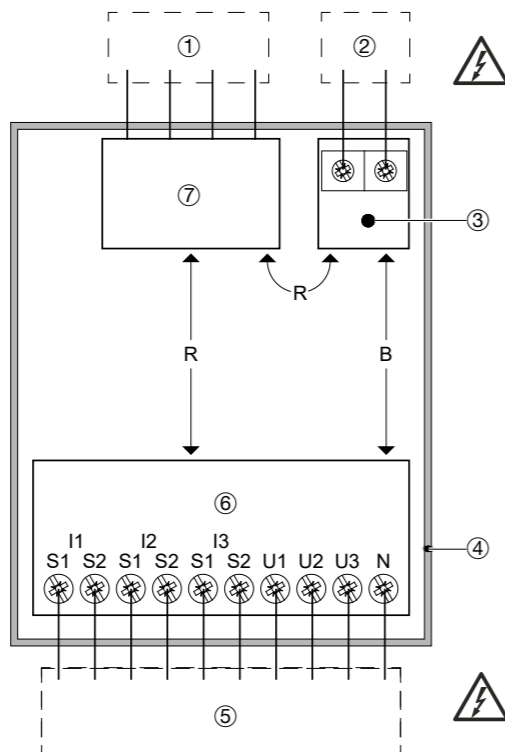 ① ②
⑦
③
R
R B
⑥
④
I1 I2 I3
S1 S2 S1 S2 S1 S2 U1 U2 U3 N
⑤